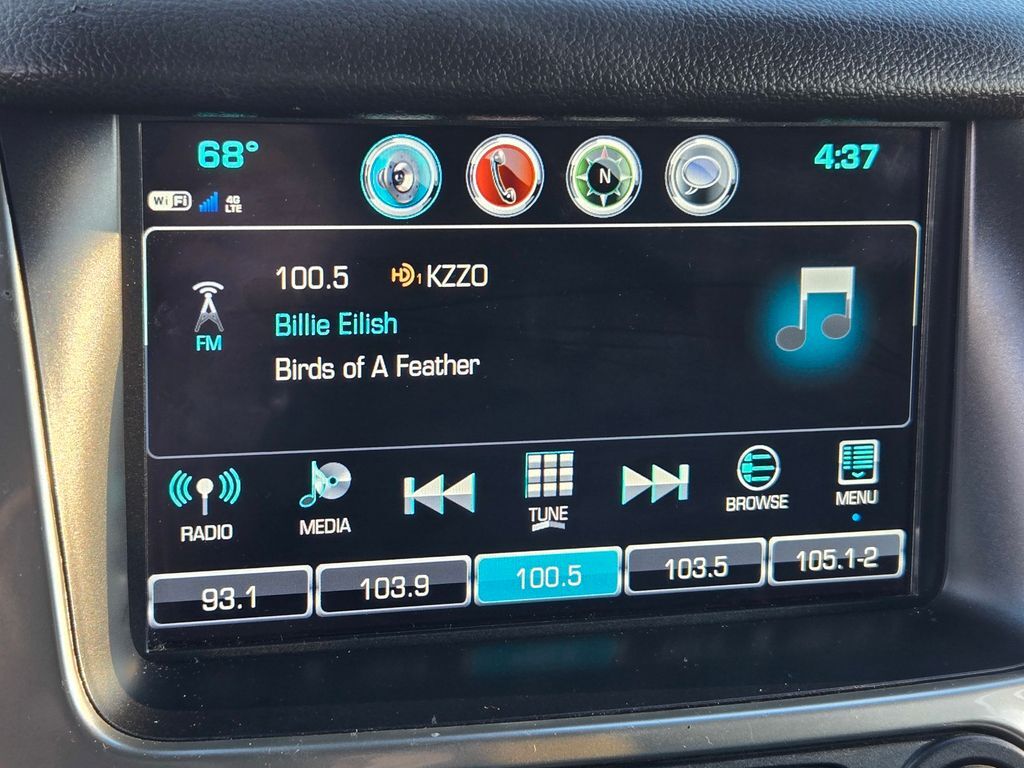 68°
4:37
WiFi
4G
LTE
N
100.5 HD1 KZZO
FM
Billie Eilish
Birds of A Feather
RADIO
MEDIA
TUNE
BROWSE
MENU
93.1
103.9
100.5
103.5
105.1-2